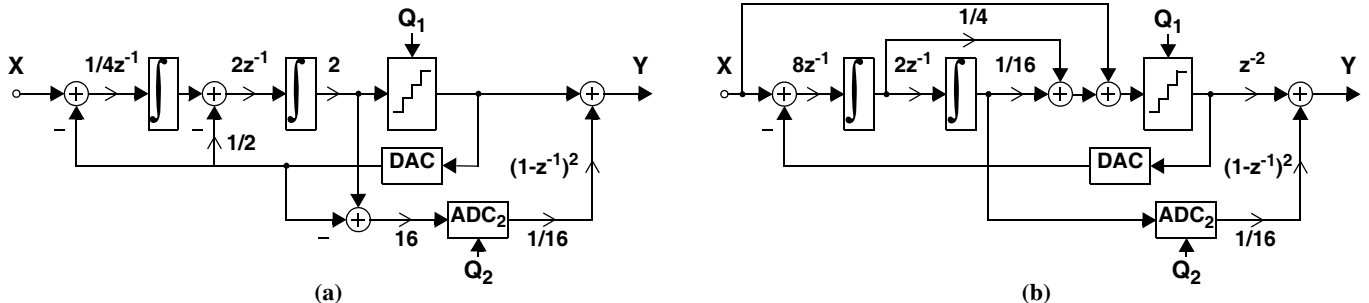 Q1
X
1/4z-1
2z-1
2
Y
1/2
DAC
(1-z-1)2
16
ADC2
1/16
Q2
(a)
1/4
Q1
X
8z-1
2z-1
1/16
z-2
Y
DAC
(1-z-1)2
ADC2
1/16
Q2
(b)